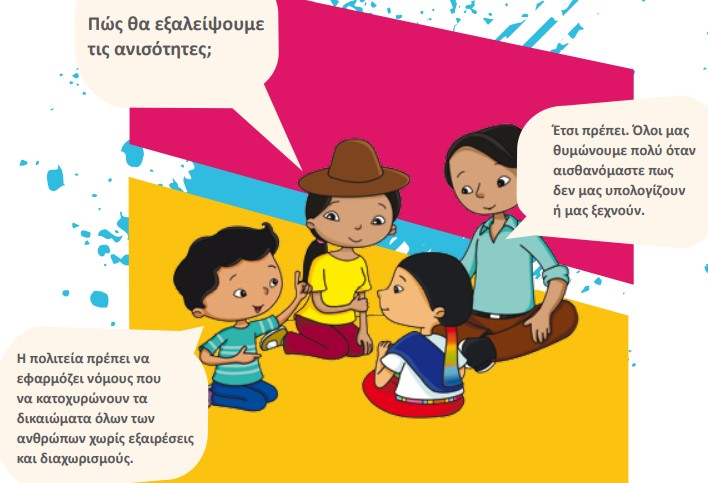 Πώς θα εξαλείψουμε
τις ανισότητες;
Έτσι πρέπει. Όλοι μας
θυμώνουμε πολύ όταν
αισθανόμαστε πως
δεν μας υπολογίζουν
ή μας ξεχνούν.
Η πολιτεία πρέπει να
εφαρμόζει νόμους που
να κατοχυρώνουν τα
δικαιώματα όλων των
ανθρώπων χωρίς εξαιρέσεις
και διαχωρισμούς.